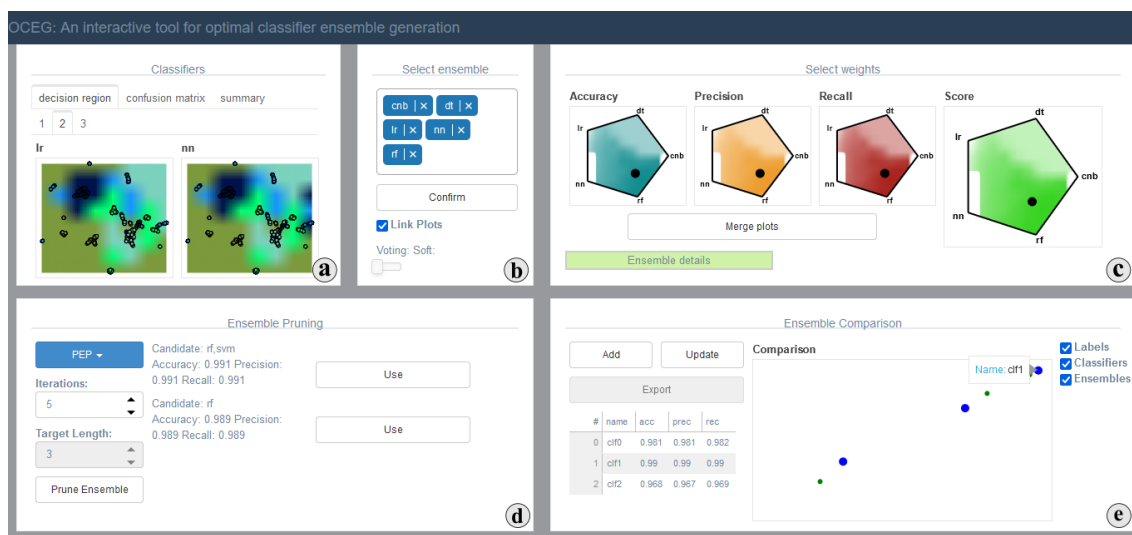 OCEG: An interactive tool for optimal classifier ensemble generation
Classifiers
decision region confusion matrix summary
1 2 3
lr nn
a
Select ensemble
cnb | × dt | ×
lr | × nn | ×
rf | ×
Confirm
Link Plots
Voting: Soft:
b
Select weights
Accuracy Precision Recall Score
dt dt dt dt
lr lr lr lr
cnb cnb cnb cnb
nn nn nn nn
rf rf rf rf
Merge plots
Ensemble details
c
Ensemble Pruning
PEP
Iterations:
5
Target Length:
3
Prune Ensemble
Candidate: rf,svm
Accuracy: 0.991 Precision:
0.991 Recall: 0.991
Use
Candidate: rf
Accuracy: 0.989 Precision:
0.989 Recall: 0.989
Use
d
Ensemble Comparison
Add Update
Export
# name acc prec rec
0 clf0 0.981 0.981 0.982
1 clf1 0.99 0.99 0.99
2 clf2 0.968 0.967 0.969
Comparison
Name: clf1
Labels
Classifiers
Ensembles
e